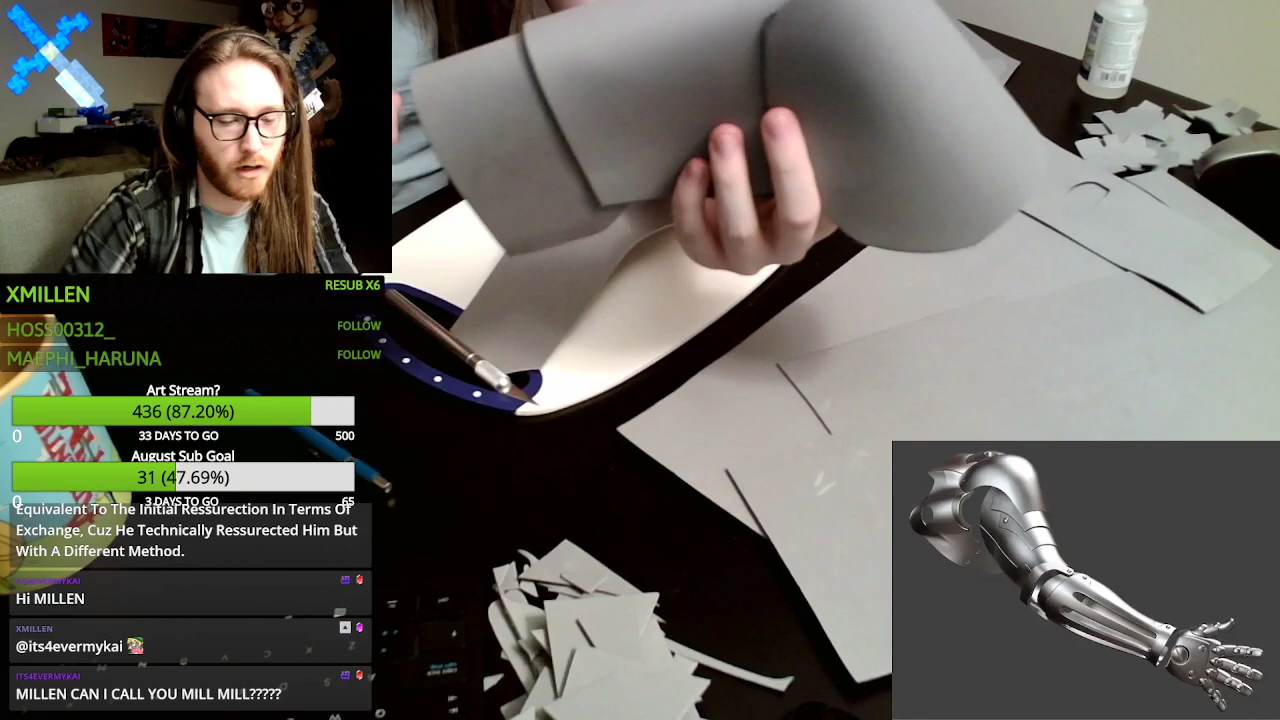 XMILLEN
RESUB X6
HOSS00312_
FOLLOW
MAEPHI_HARUNA
FOLLOW
Art Stream?
436 (87.20%)
0
33 DAYS TO GO
500
August Sub Goal
31 (47.69%)
0
3 DAYS TO GO
65
Equivalent To The Initial Ressurection In Terms Of
Exchange, Cuz He Technically Ressurected Him But
With A Different Method.
ITS4EVERMYKAI
Hi MILLEN
XMILLEN
@its4evermykai
ITS4EVERMYKAI
MILLEN CAN I CALL YOU MILL MILL?????